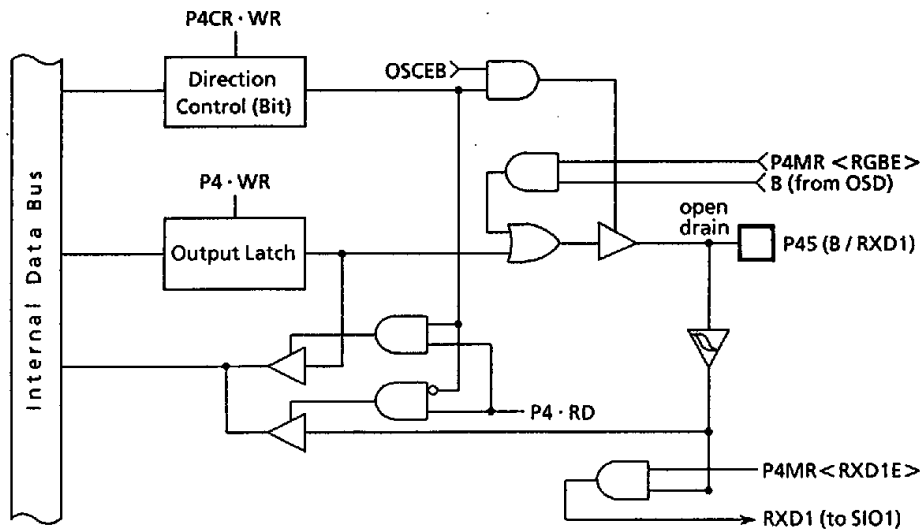 P4CR · WR
Direction
Control (Bit)
OSCEB
P4MR <RGBE>
B (from OSD)
P4 · WR
open
drain
Output Latch
P45 (B / RXD1)
Internal Data Bus
P4 · RD
P4MR<RXD1E>
RXD1 (to SIO1)